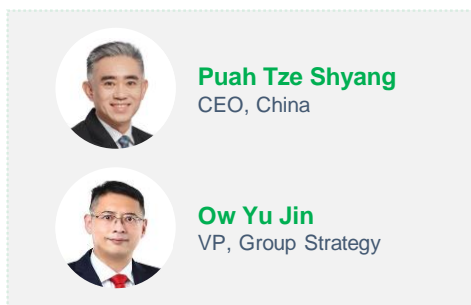 Puah Tze Shyang
CEO, China
Ow Yu Jin
VP, Group Strategy